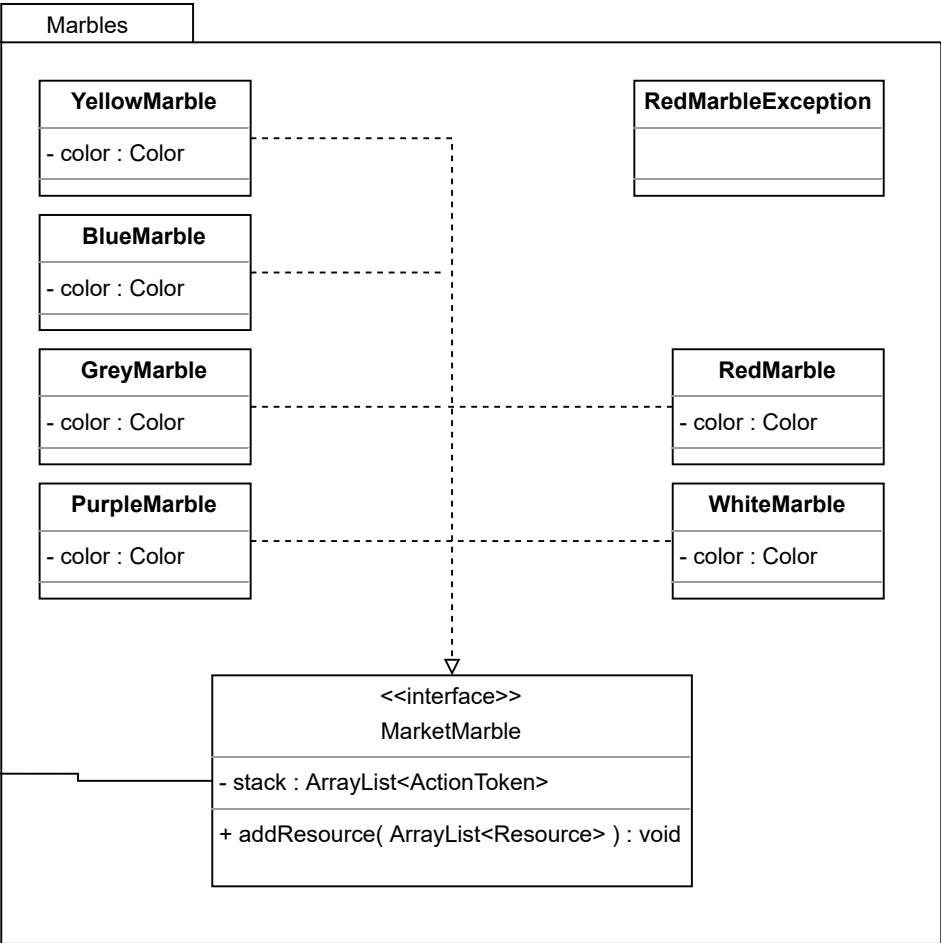 Marbles
YellowMarble
- color : Color
RedMarbleException
BlueMarble
- color : Color
GreyMarble
- color : Color
RedMarble
- color : Color
PurpleMarble
- color : Color
WhiteMarble
- color : Color
<<interface>>
MarketMarble
- stack : ArrayList<ActionToken>
+ addResource( ArrayList<Resource> ) : void